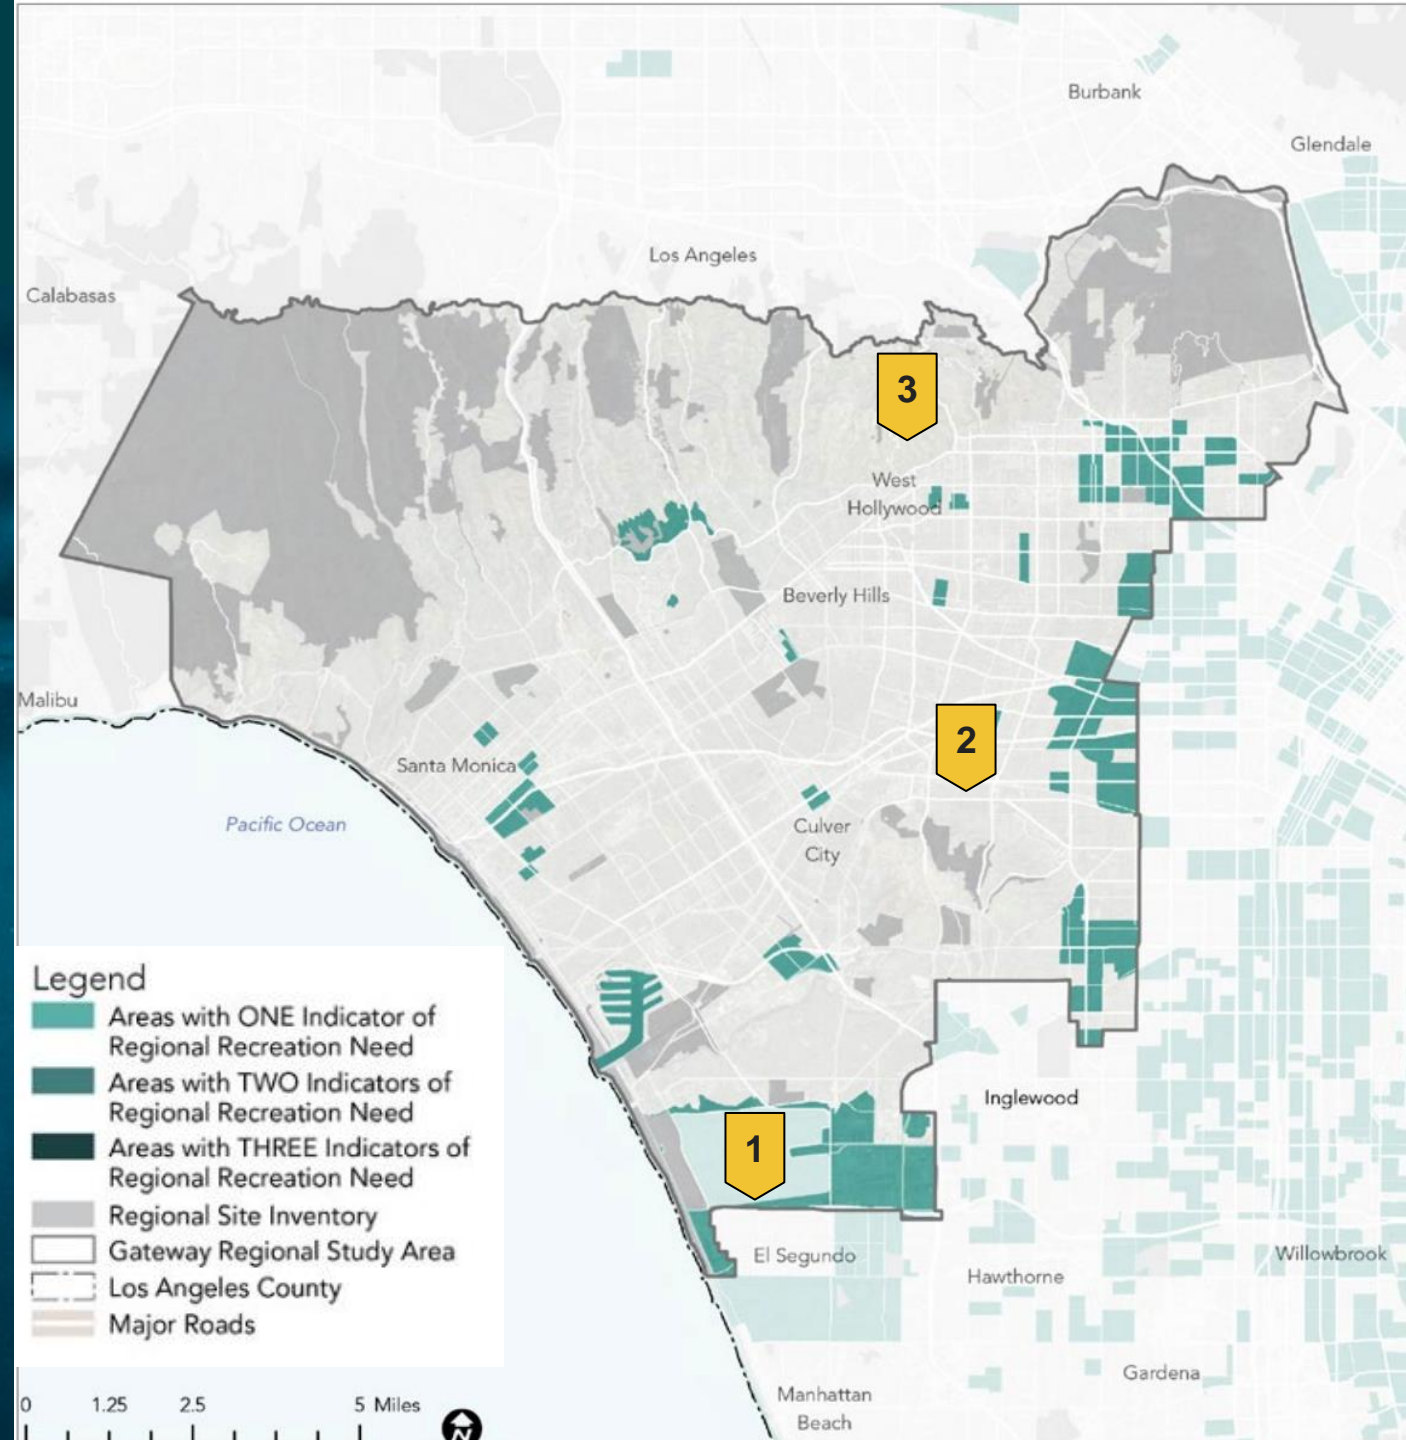 Burbank
Glendale
Los Angeles
Calabasas
3
West
Hollywood
Beverly Hills
Malibu
2
Santa Monica
Pacific Ocean
Culver
City
Legend
Areas with ONE Indicator of
Regional Recreation Need
Areas with TWO Indicators of
Regional Recreation Need
Areas with THREE Indicators of
Regional Recreation Need
Regional Site Inventory
Gateway Regional Study Area
Los Angeles County
Major Roads
Inglewood
1
El Segundo
Willowbrook
Hawthorne
Gardena
Manhattan
Beach
0 1.25 2.5 5 Miles
N